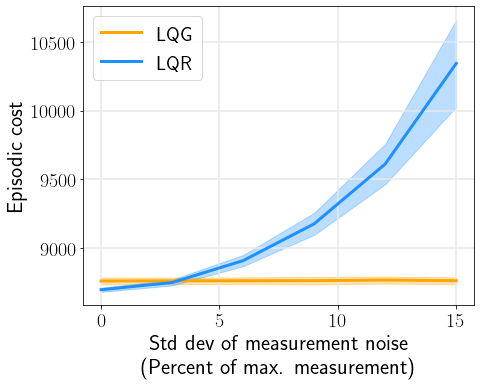 LQG
LQR
10500
10000
9500
9000
Episodic cost
0 5 10 15
Std dev of measurement noise
(Percent of max. measurement)